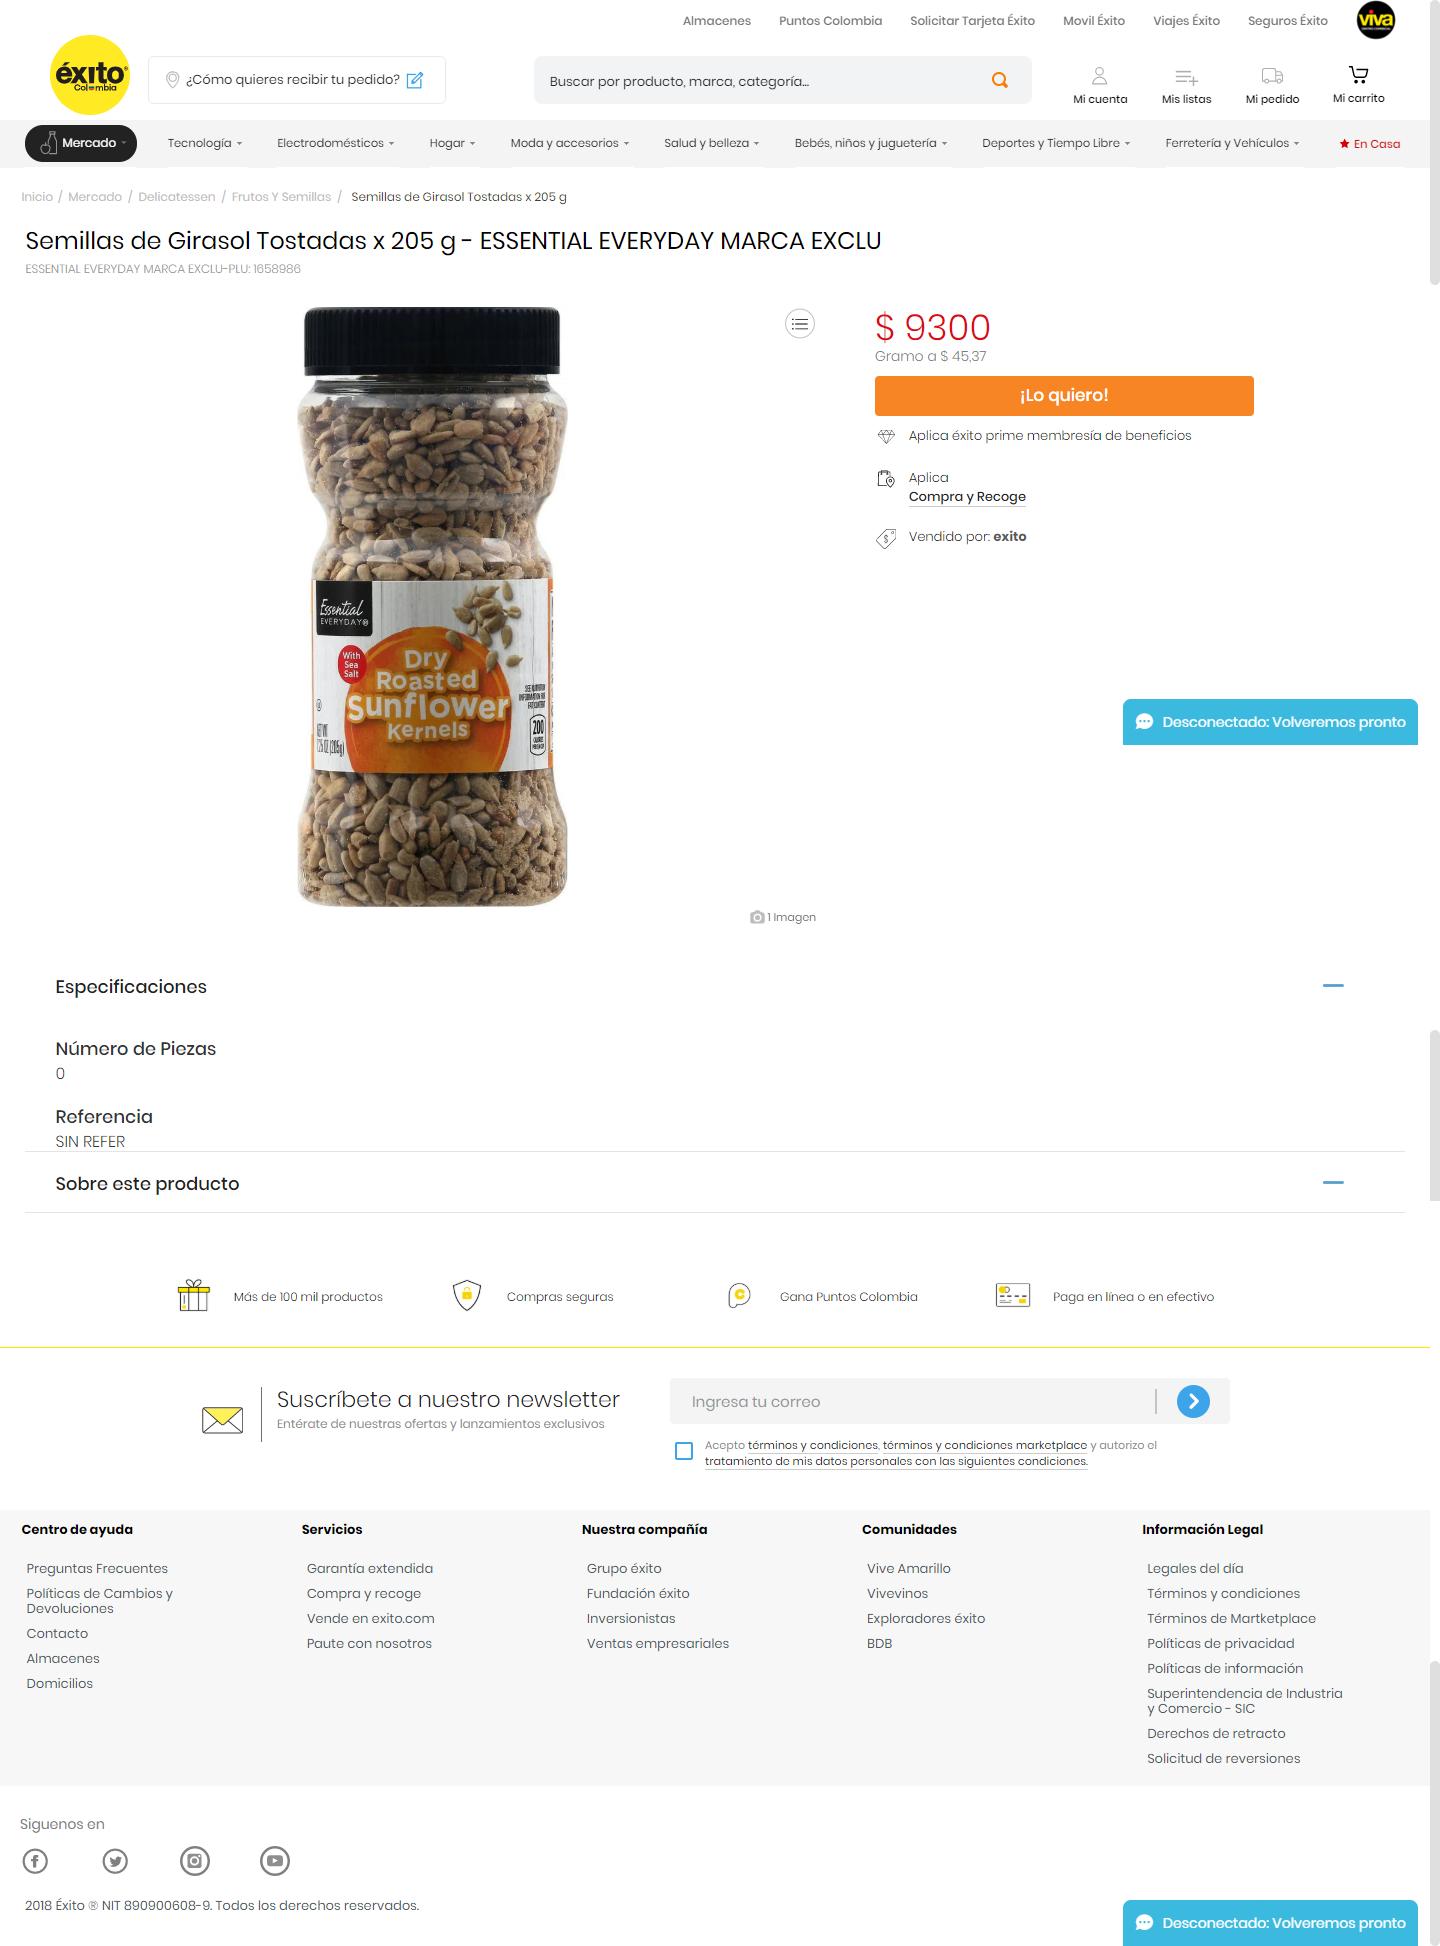 Almacenes Puntos Colombia Solicitar Tarjeta Éxito Movil Éxito Viajes Éxito Seguros Éxito viva
éxito
Colombia
¿Cómo quieres recibir tu pedido?
Buscar por producto, marca, categoría...
Mi cuenta Mis listas Mi pedido Mi carrito
Mercado Tecnología Electrodomésticos Hogar Moda y accesorios Salud y belleza Bebés, niños y juguetería Deportes y Tiempo Libre Ferretería y Vehículos En Casa
Inicio / Mercado / Delicatessen / Frutos Y Semillas / Semillas de Girasol Tostadas x 205 g
Semillas de Girasol Tostadas x 205 g - ESSENTIAL EVERYDAY MARCA EXCLU
ESSENTIAL EVERYDAY MARCA EXCLU-PLU: 1658986
$ 9300
Gramo a $ 45,37
¡Lo quiero!
Aplica éxito prime membresía de beneficios
Aplica
Compra y Recoge
Vendido por: exito
Essential
EVERYDAY®
With
Sea
Salt
Dry
Roasted
Sunflower
Kernels
200
Desconectado: Volveremos pronto
1 Imagen
Especificaciones
Número de Piezas
0
Referencia
SIN REFER
Sobre este producto
Más de 100 mil productos Compras seguras Gana Puntos Colombia Paga en línea o en efectivo
Suscríbete a nuestro newsletter
Entérate de nuestras ofertas y lanzamientos exclusivos
Ingresa tu correo
Acepto términos y condiciones, términos y condiciones marketplace y autorizo el
tratamiento de mis datos personales con las siguientes condiciones.
Centro de ayuda
Preguntas Frecuentes
Políticas de Cambios y
Devoluciones
Contacto
Almacenes
Domicilios
Servicios
Garantía extendida
Compra y recoge
Vende en exito.com
Paute con nosotros
Nuestra compañía
Grupo éxito
Fundación éxito
Inversionistas
Ventas empresariales
Comunidades
Vive Amarillo
Vivevinos
Exploradores éxito
BDB
Información Legal
Legales del día
Términos y condiciones
Términos de Martketplace
Políticas de privacidad
Políticas de información
Superintendencia de Industria
y Comercio - SIC
Derechos de retracto
Solicitud de reversiones
Siguenos en
2018 Éxito ® NIT 890900608-9. Todos los derechos reservados.
Desconectado: Volveremos pronto